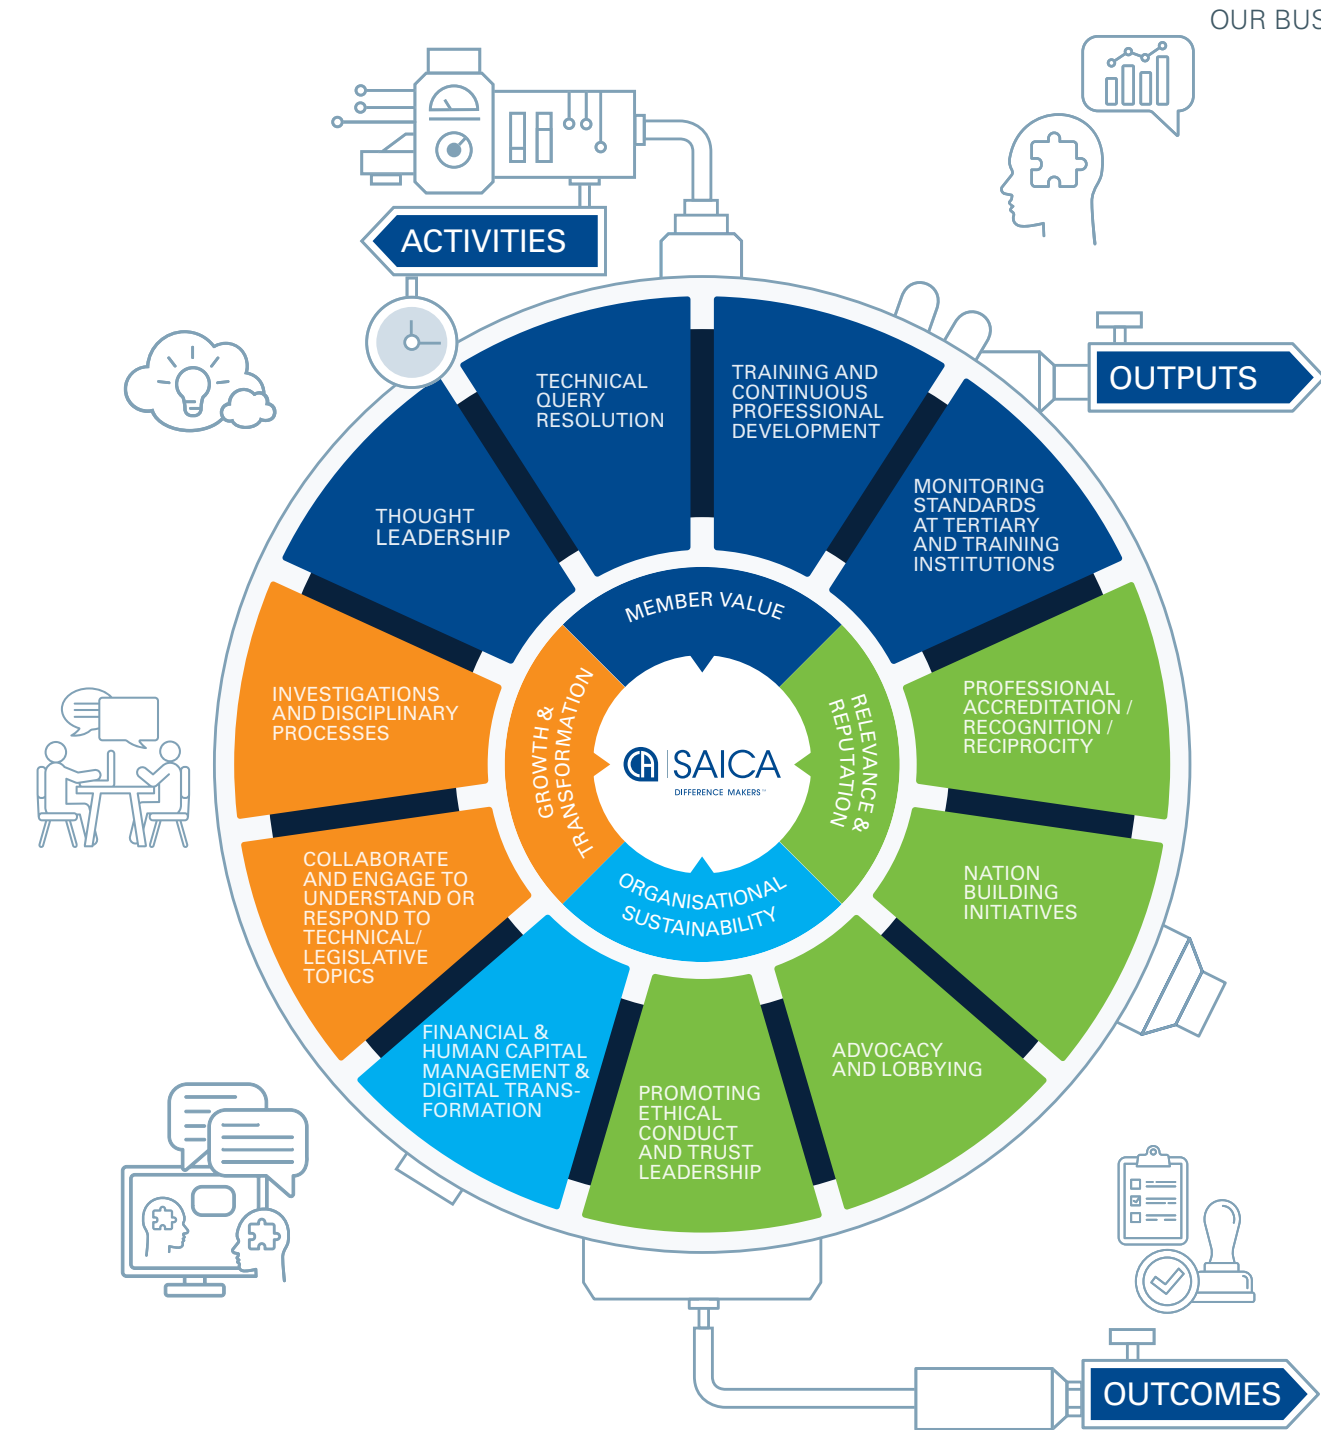 OUR BUS
ACTIVITIES
OUTPUTS
TECHNICAL
QUERY
RESOLUTION
TRAINING AND
CONTINUOUS
PROFESSIONAL
DEVELOPMENT
MONITORING
STANDARDS
AT TERTIARY
AND TRAINING
INSTITUTIONS
THOUGHT
LEADERSHIP
MEMBER VALUE
INVESTIGATIONS
AND DISCIPLINARY
PROCESSES
GROWTH &
TRANSFORMATION
SAICA
DIFFERENCE MAKERS™
RELEVANCE &
REPUTATION
PROFESSIONAL
ACCREDITATION /
RECOGNITION /
RECIPROCITY
COLLABORATE
AND ENGAGE TO
UNDERSTAND OR
RESPOND TO
TECHNICAL/
LEGISLATIVE
TOPICS
ORGANISATIONAL
SUSTAINABILITY
NATION
BUILDING
INITIATIVES
FINANCIAL &
HUMAN CAPITAL
MANAGEMENT &
DIGITAL TRANS-
FORMATION
PROMOTING
ETHICAL
CONDUCT
AND TRUST
LEADERSHIP
ADVOCACY
AND LOBBYING
OUTCOMES